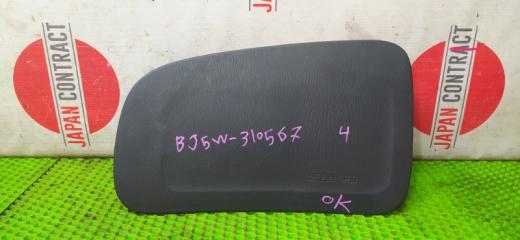 JAPAN CONTRACT
JAPAN CONTRACT
BJ5W-310567 4
OK